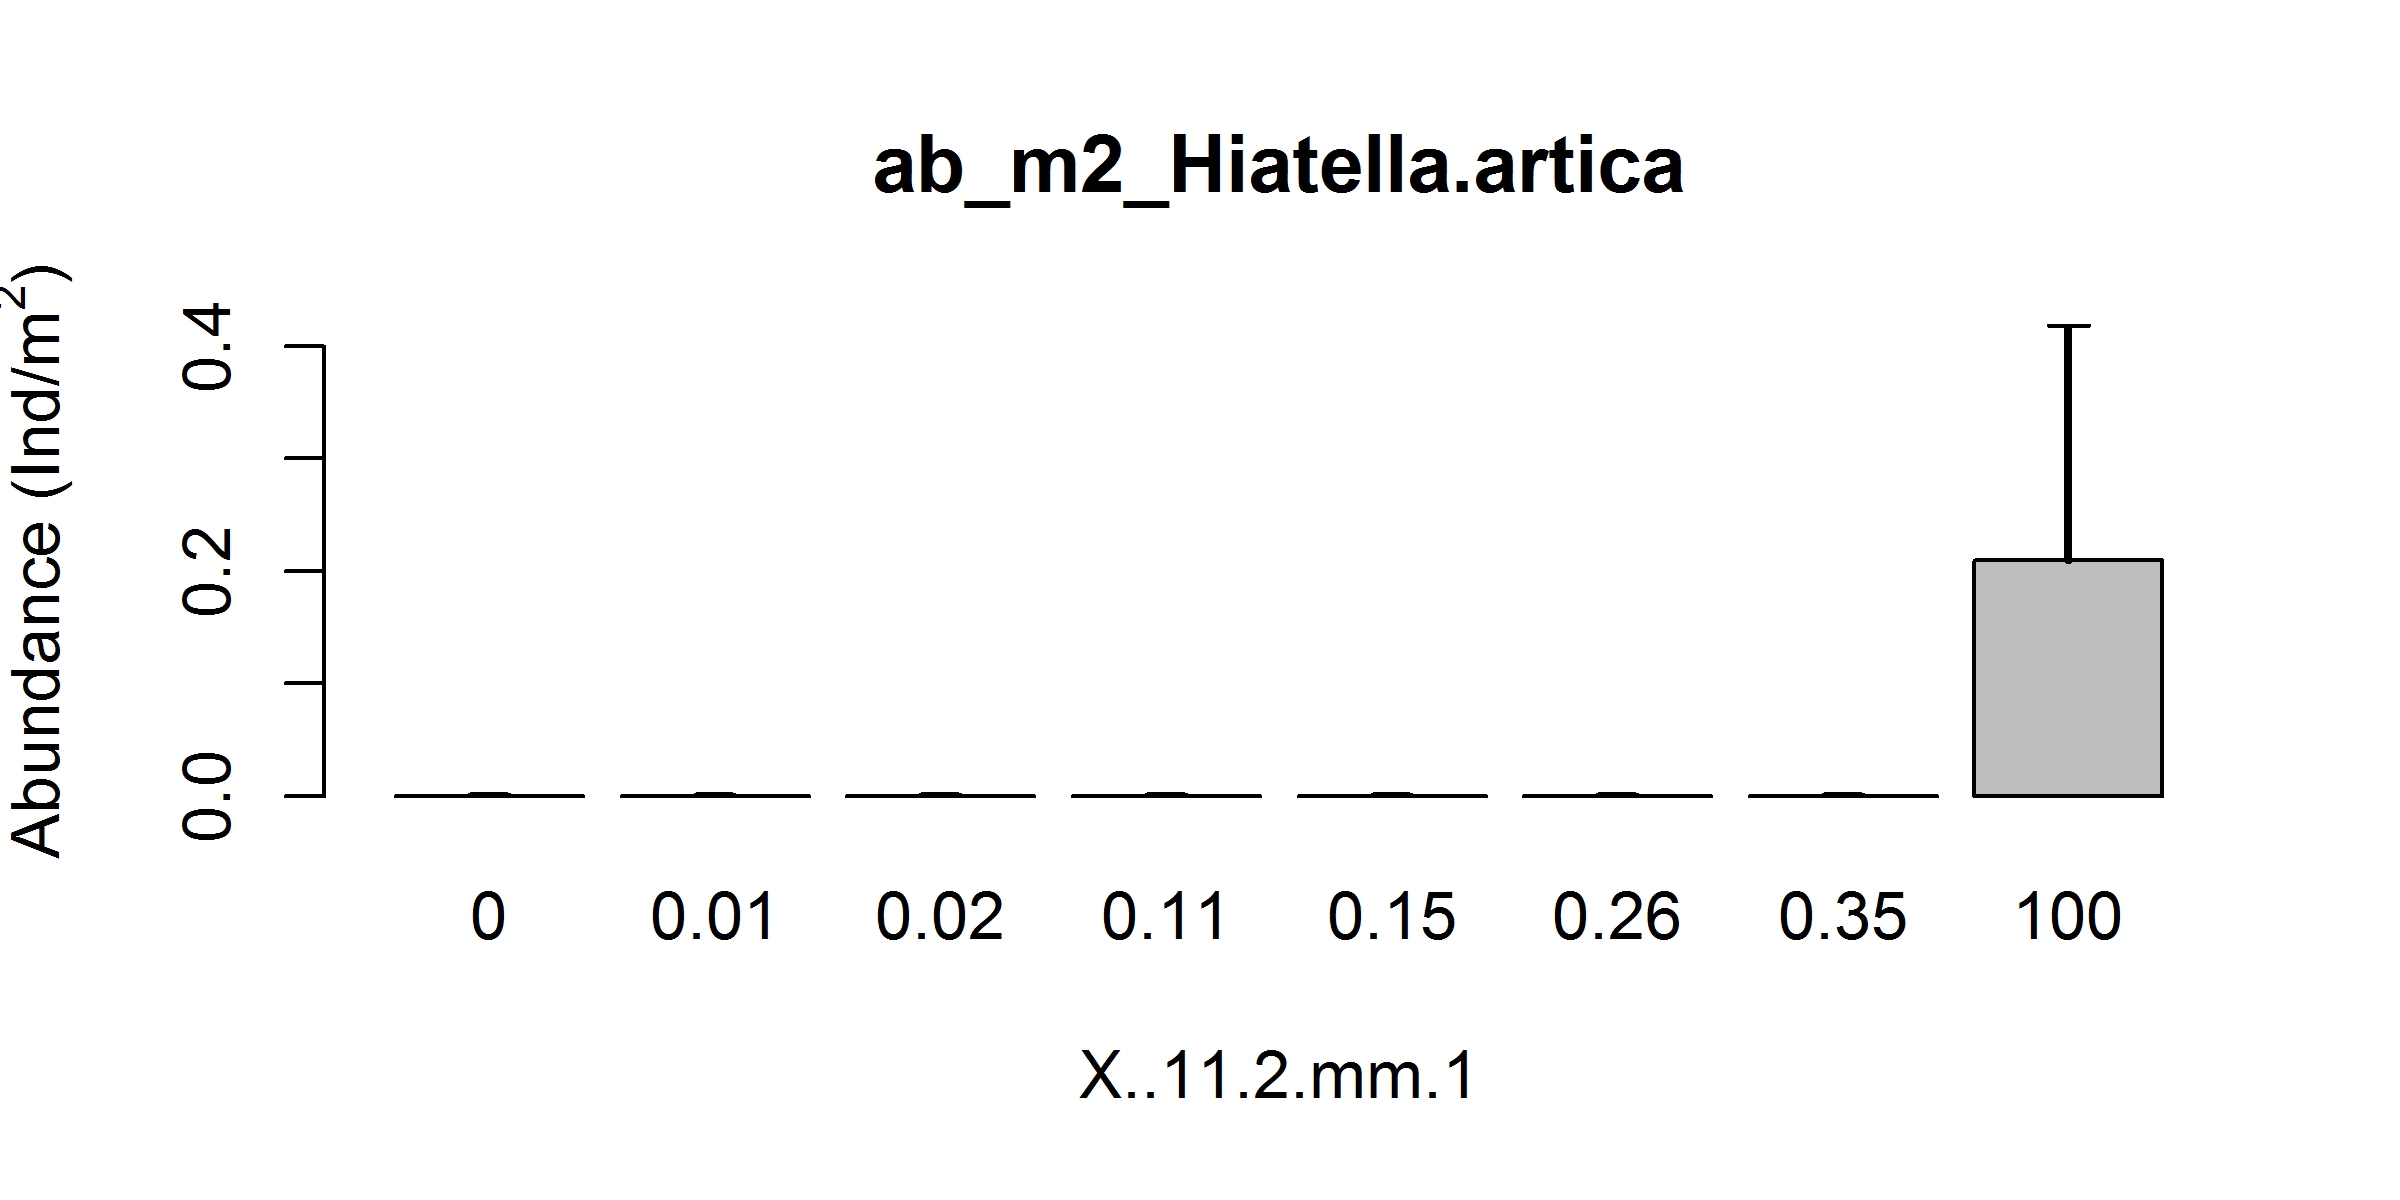 ab_m2_Hiatella.artica
Abundance (Ind/m²)
0.4
0.2
0.0
0 0.01 0.02 0.11 0.15 0.26 0.35 100
X..11.2.mm.1